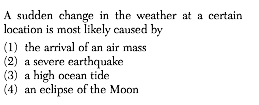 A sudden change in the weather at a certain
location is most likely caused by
(1) the arrival of an air mass
(2) a severe earthquake
(3) a high ocean tide
(4) an eclipse of the Moon